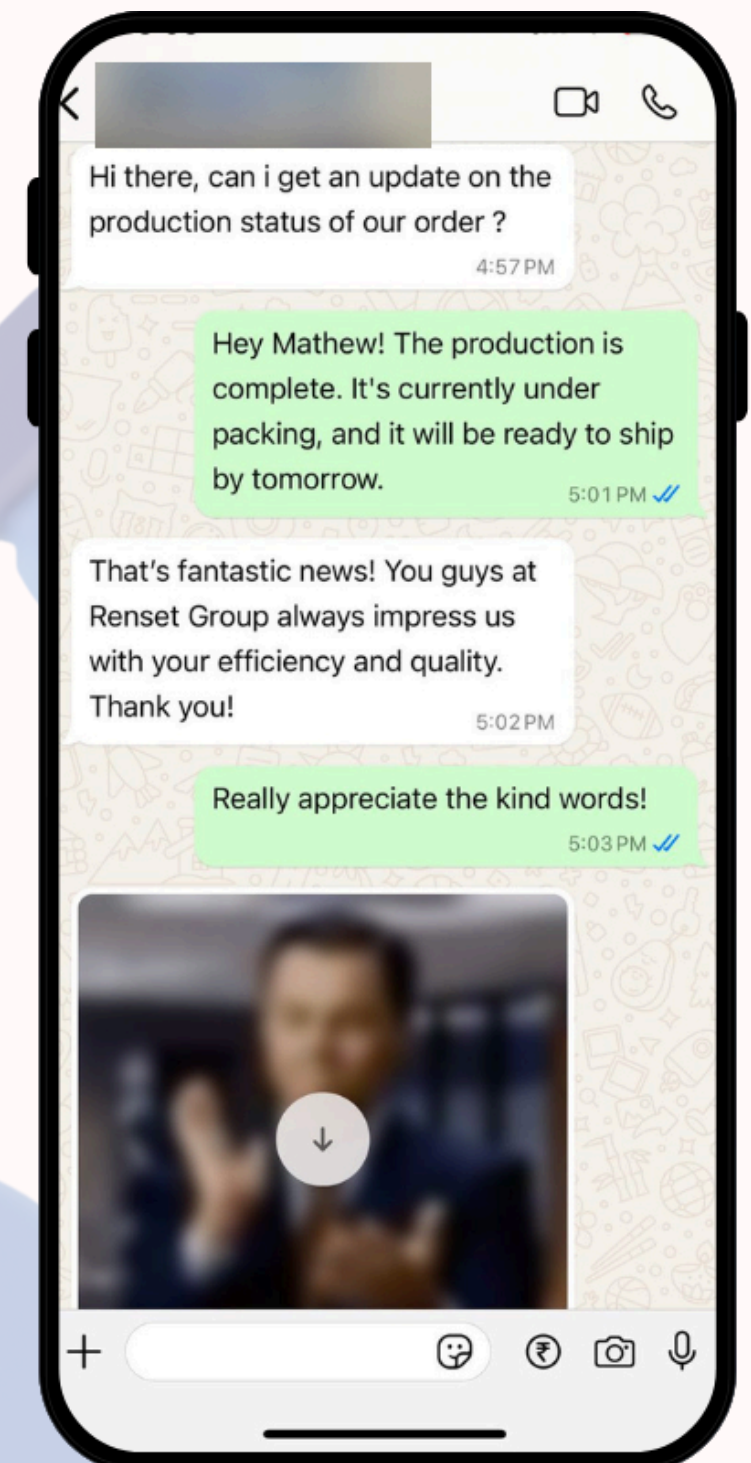 Hi there, can i get an update on the
production status of our order ?
4:57 PM
Hey Mathew! The production is
complete. It's currently under
packing, and it will be ready to ship
by tomorrow.
5:01 PM
That's fantastic news! You guys at
Renset Group always impress us
with your efficiency and quality.
Thank you!
5:02 PM
Really appreciate the kind words!
5:03 PM